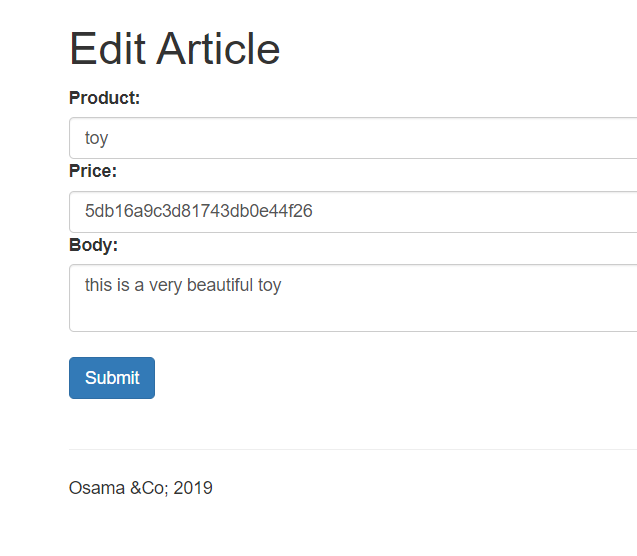 Edit Article
Product:
toy
Price:
5db16a9c3d81743db0e44f26
Body:
this is a very beautiful toy
Submit
Osama &Co; 2019